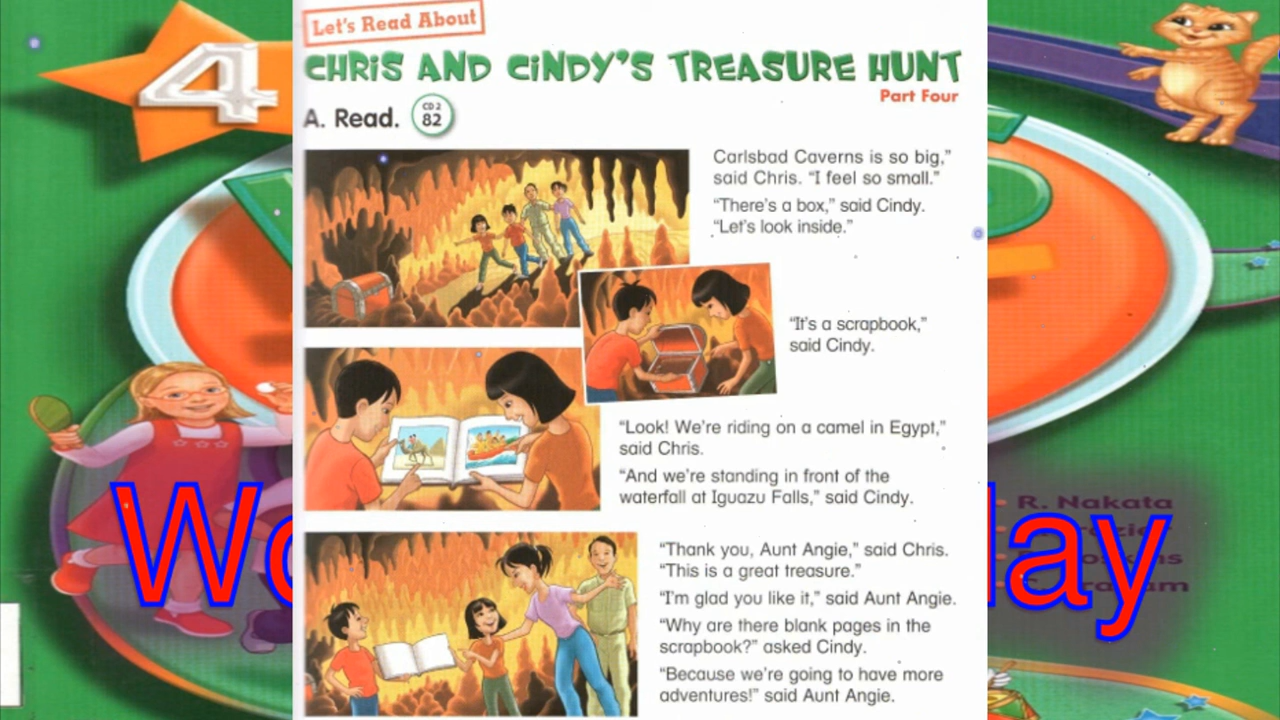 4
Let's Read About
CHRiS AND CiNDY'S TREASURE HUNT
Part Four
A. Read.
CD 2
82
Carlsbad Caverns is so big,”
said Chris. “I feel so small.”
“There's a box,” said Cindy.
“Let's look inside.”
“It's a scrapbook,”
said Cindy.
“Look! We're riding on a camel in Egypt,”
said Chris.
“And we're standing in front of the
waterfall at Iguazu Falls,” said Cindy.
“Thank you, Aunt Angie,” said Chris.
“This is a great treasure.”
“I'm glad you like it,” said Aunt Angie.
“Why are there blank pages in the
scrapbook?” asked Cindy.
“Because we're going to have more
adventures!” said Aunt Angie.
R. Nakata